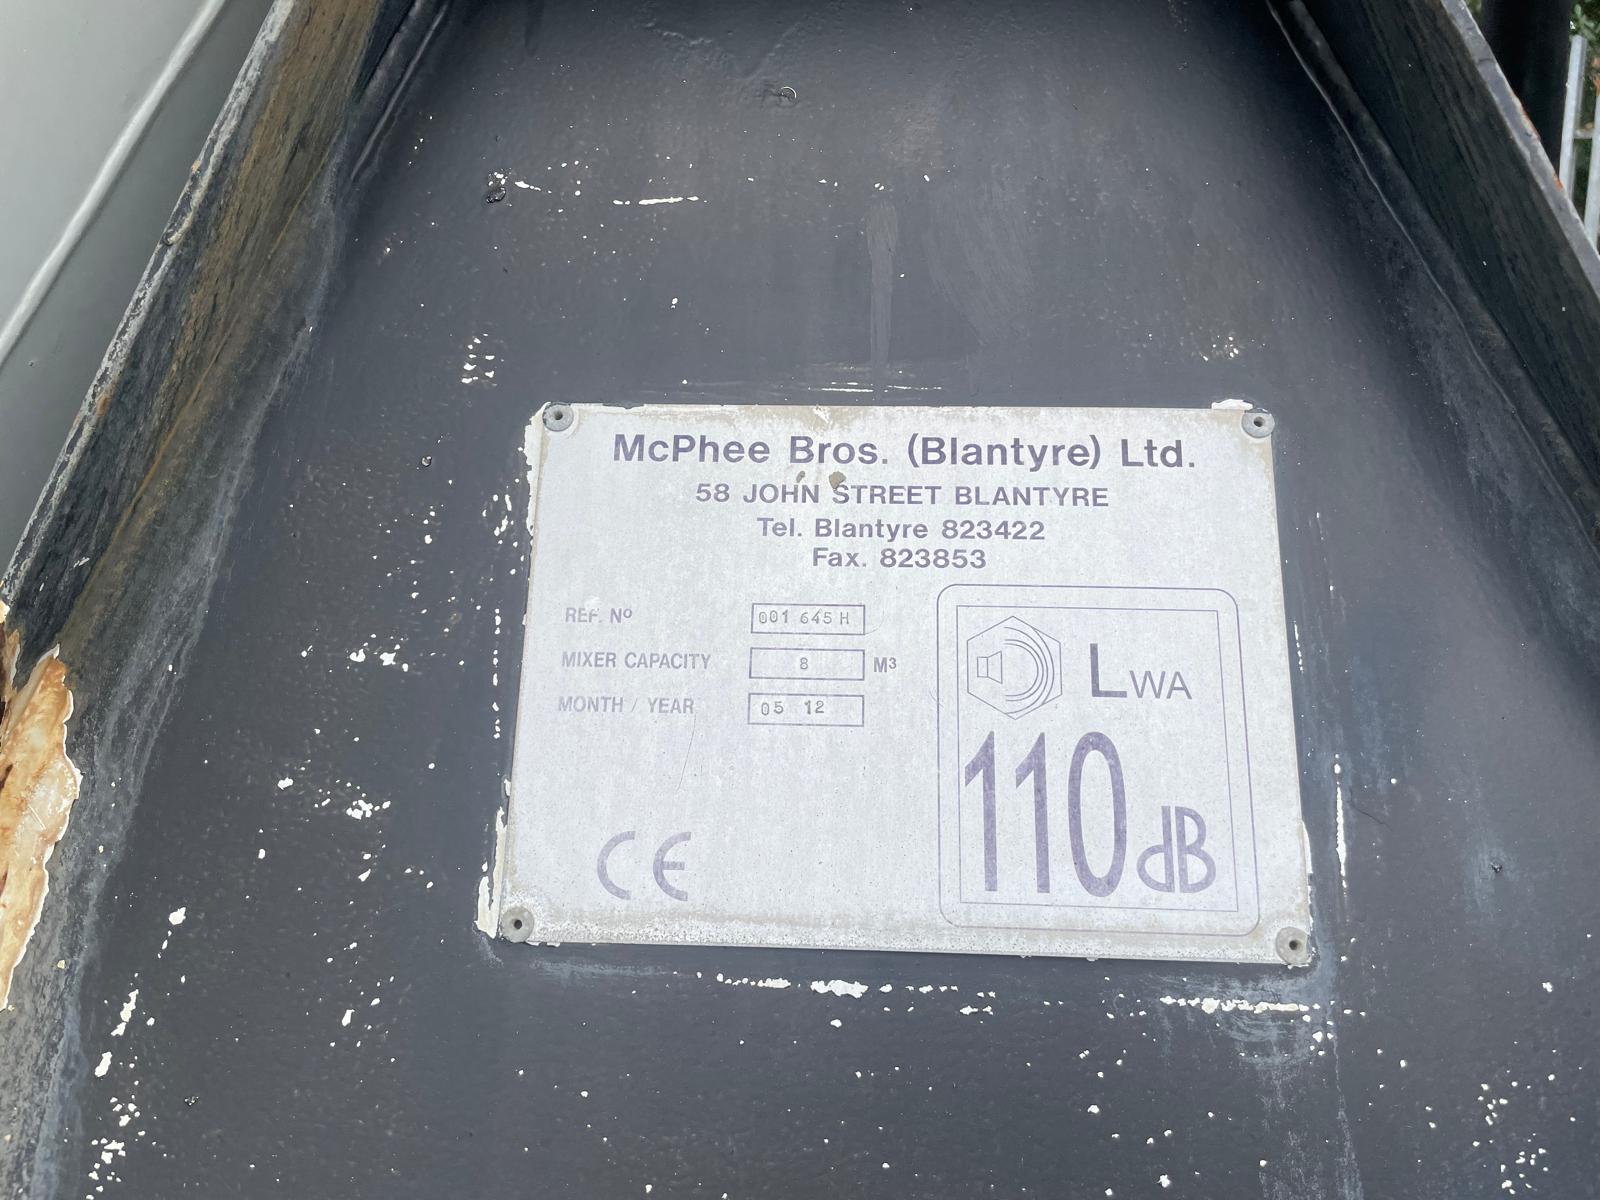 McPhee Bros. (Blantyre) Ltd.
58 JOHN STREET BLANTYRE
Tel. Blantyre 823422
Fax. 823853
REF. Nº 001 645 H
MIXER CAPACITY 8 M³
MONTH / YEAR 05 12
LWA
110 dB
CE